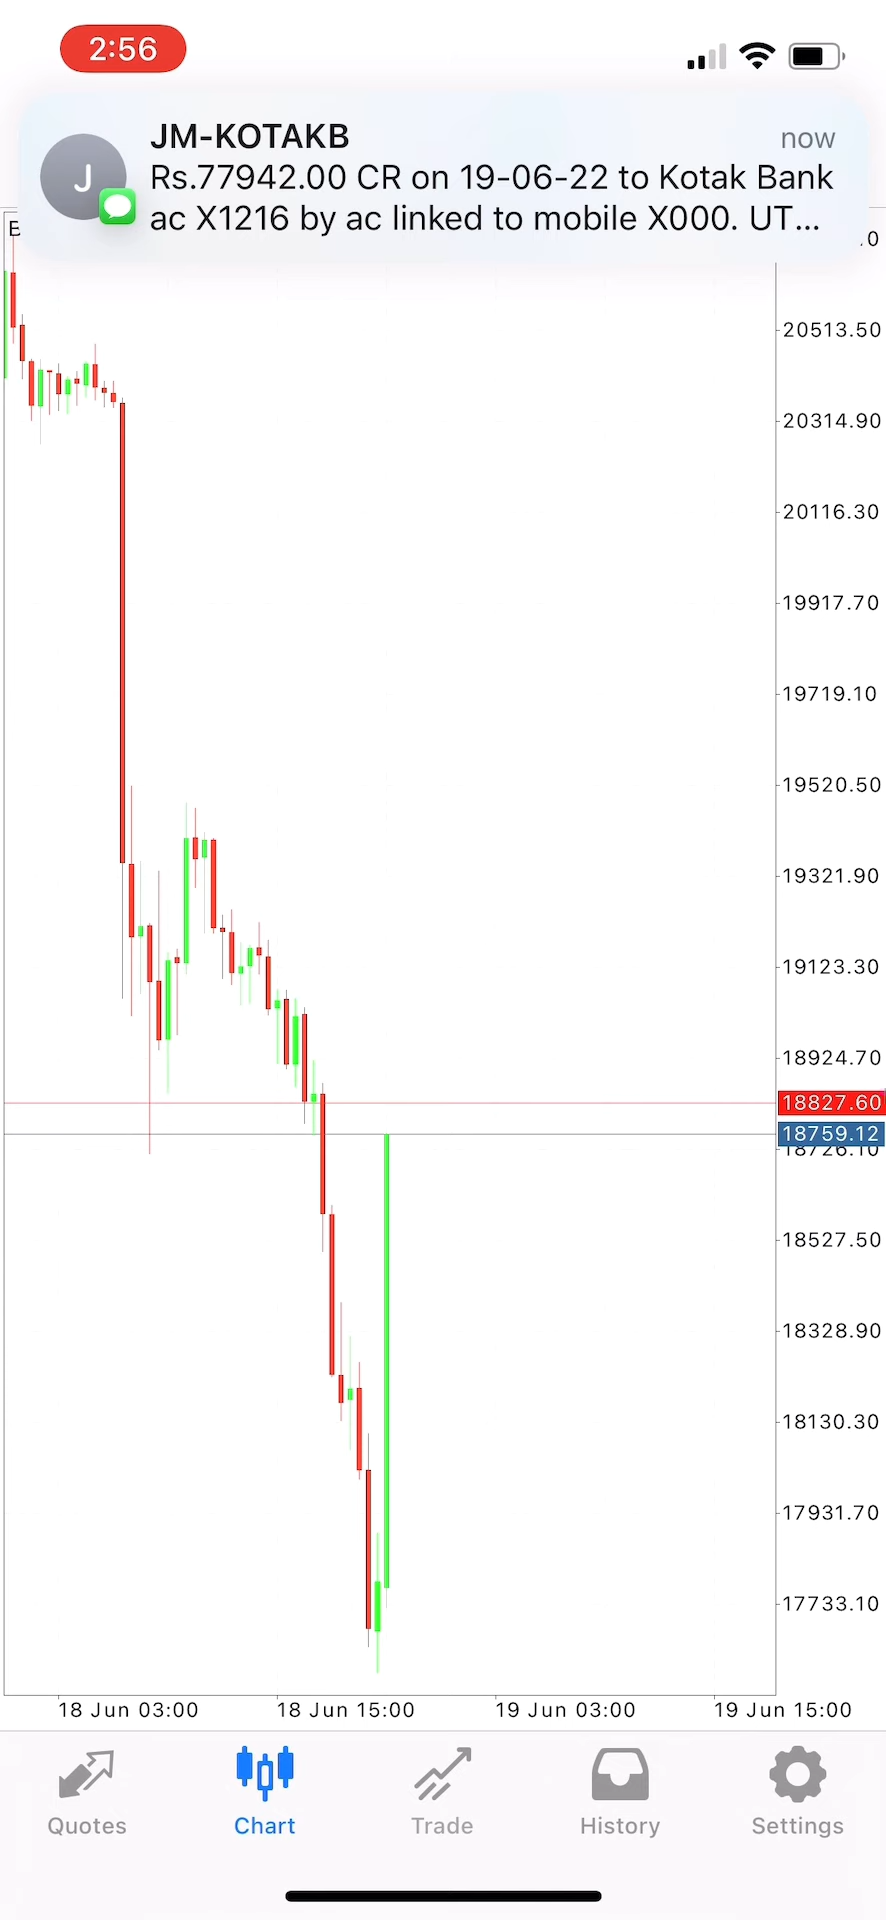 2:56
JM-KOTAKB
now
Rs.77942.00 CR on 19-06-22 to Kotak Bank
ac X1216 by ac linked to mobile X000. UT...
.0
20513.50
20314.90
20116.30
19917.70
19719.10
19520.50
19321.90
19123.30
18924.70
18827.60
18759.12
18726.10
18527.50
18328.90
18130.30
17931.70
17733.10
18 Jun 03:00
18 Jun 15:00
19 Jun 03:00
19 Jun 15:00
Quotes
Chart
Trade
History
Settings